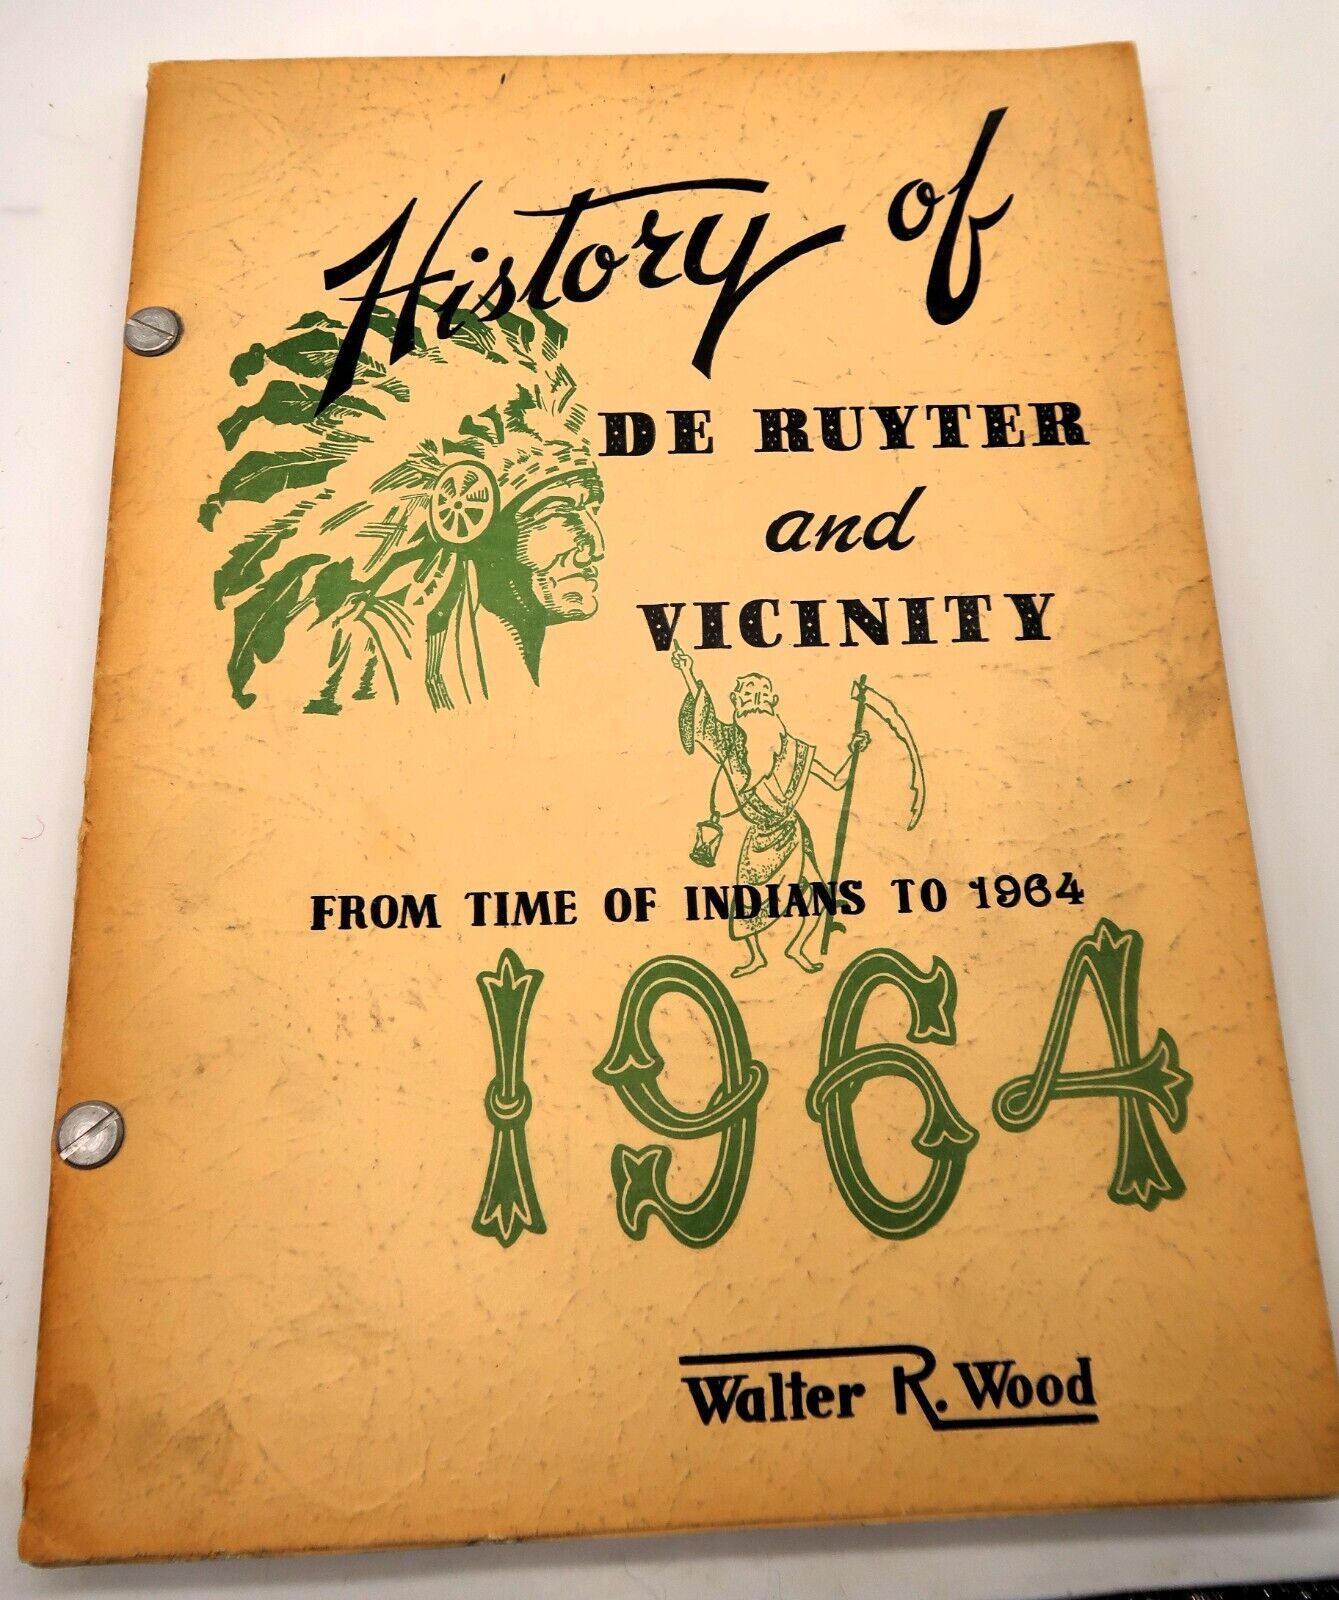 History of
DE RUYTER
and
VICINITY
FROM TIME OF INDIANS TO 1964
1964
Walter R. Wood